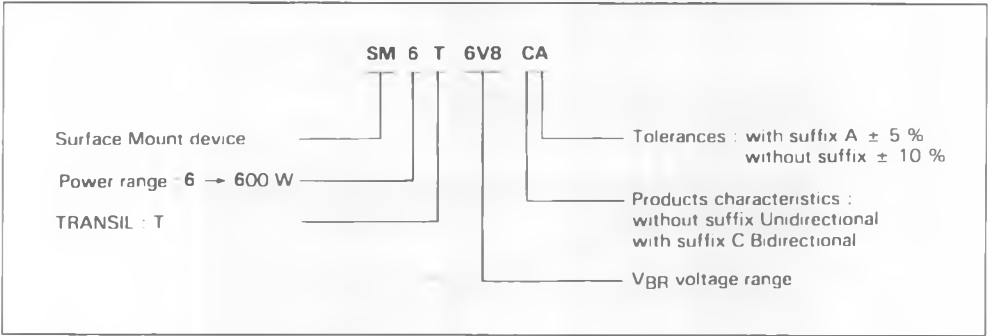 SM 6 T 6V8 CA
Surface Mount device
Power range 6 → 600 W
TRANSIL : T
Tolerances : with suffix A ± 5 %
without suffix ± 10 %
Products characteristics :
without suffix Unidirectional
with suffix C Bidirectional
VBR voltage range